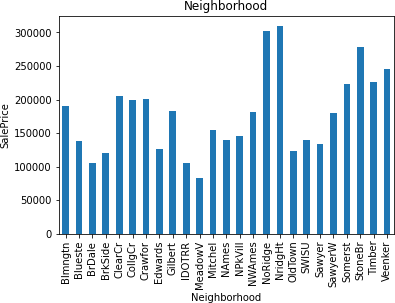 Neighborhood
300000
250000
200000
150000
100000
50000
0
SalePrice
Blmngtn
Blueste
BrDale
BrkSide
ClearCr
CollgCr
Crawfor
Edwards
Gilbert
IDOTRR
MeadowV
Mitchel
NAmes
NPkVill
NWAmes
NoRidge
NridgHt
OldTown
SWISU
Sawyer
SawyerW
Somerst
StoneBr
Timber
Veenker
Neighborhood